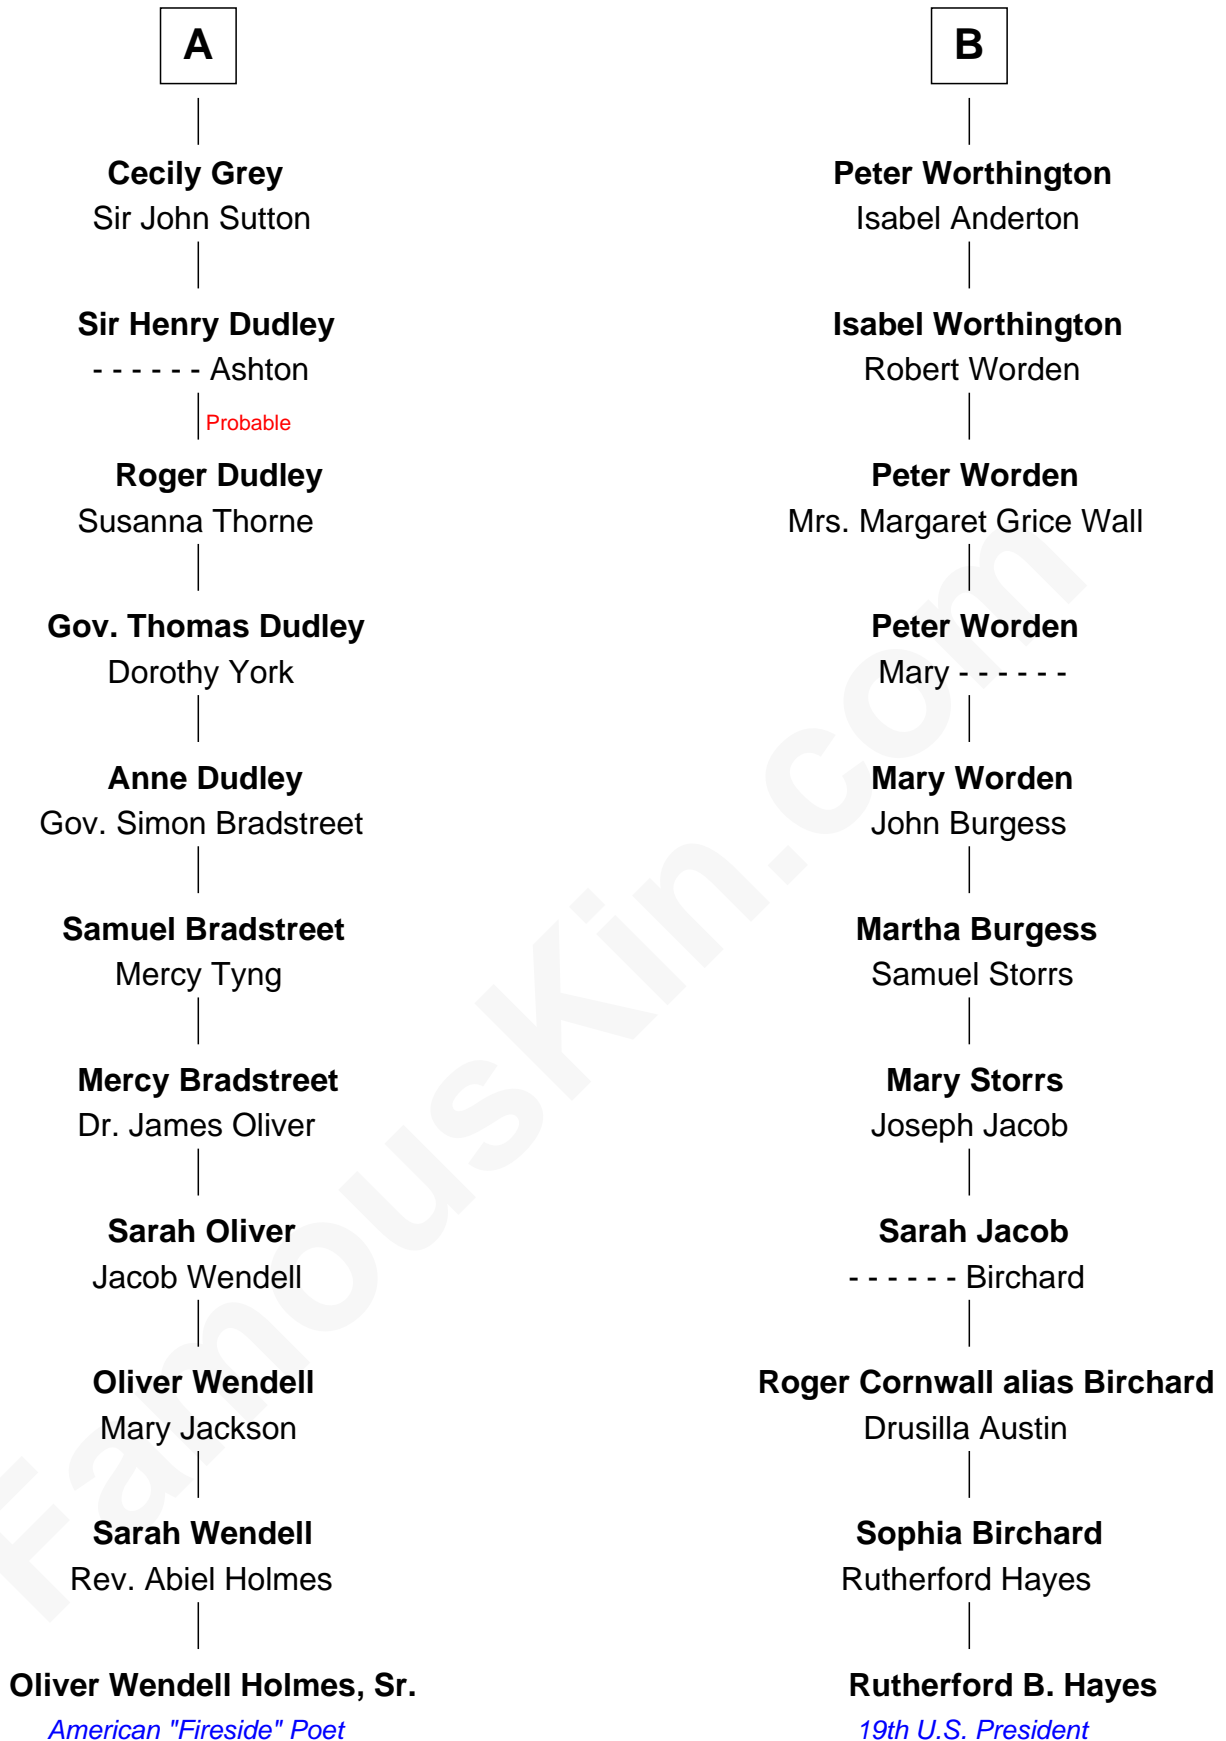 A
Cecily Grey
Sir John Sutton
Sir Henry Dudley
- - - - - - Ashton
Probable
Roger Dudley
Susanna Thorne
Gov. Thomas Dudley
Dorothy York
Anne Dudley
Gov. Simon Bradstreet
Samuel Bradstreet
Mercy Tyng
Mercy Bradstreet
Dr. James Oliver
Sarah Oliver
Jacob Wendell
Oliver Wendell
Mary Jackson
Sarah Wendell
Rev. Abiel Holmes
Oliver Wendell Holmes, Sr.
American "Fireside" Poet
B
Peter Worthington
Isabel Anderton
Isabel Worthington
Robert Worden
Peter Worden
Mrs. Margaret Grice Wall
Peter Worden
Mary - - - - - -
Mary Worden
John Burgess
Martha Burgess
Samuel Storrs
Mary Storrs
Joseph Jacob
Sarah Jacob
- - - - - - Birchard
Roger Cornwall alias Birchard
Drusilla Austin
Sophia Birchard
Rutherford Hayes
Rutherford B. Hayes
19th U.S. President
FamousKin.com